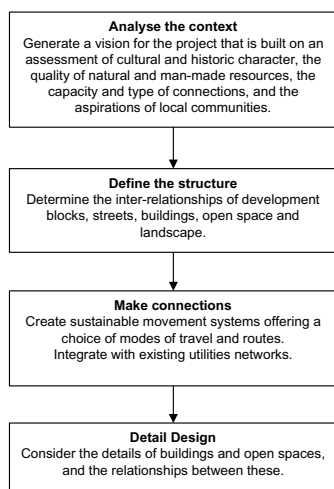 Analyse the context
Generate a vision for the project that is built on an
assessment of cultural and historic character, the
quality of natural and man-made resources, the
capacity and type of connections, and the
aspirations of local communities.
Define the structure
Determine the inter-relationships of development
blocks, streets, buildings, open space and
landscape.
Make connections
Create sustainable movement systems offering a
choice of modes of travel and routes.
Integrate with existing utilities networks.
Detail Design
Consider the details of buildings and open spaces,
and the relationships between these.